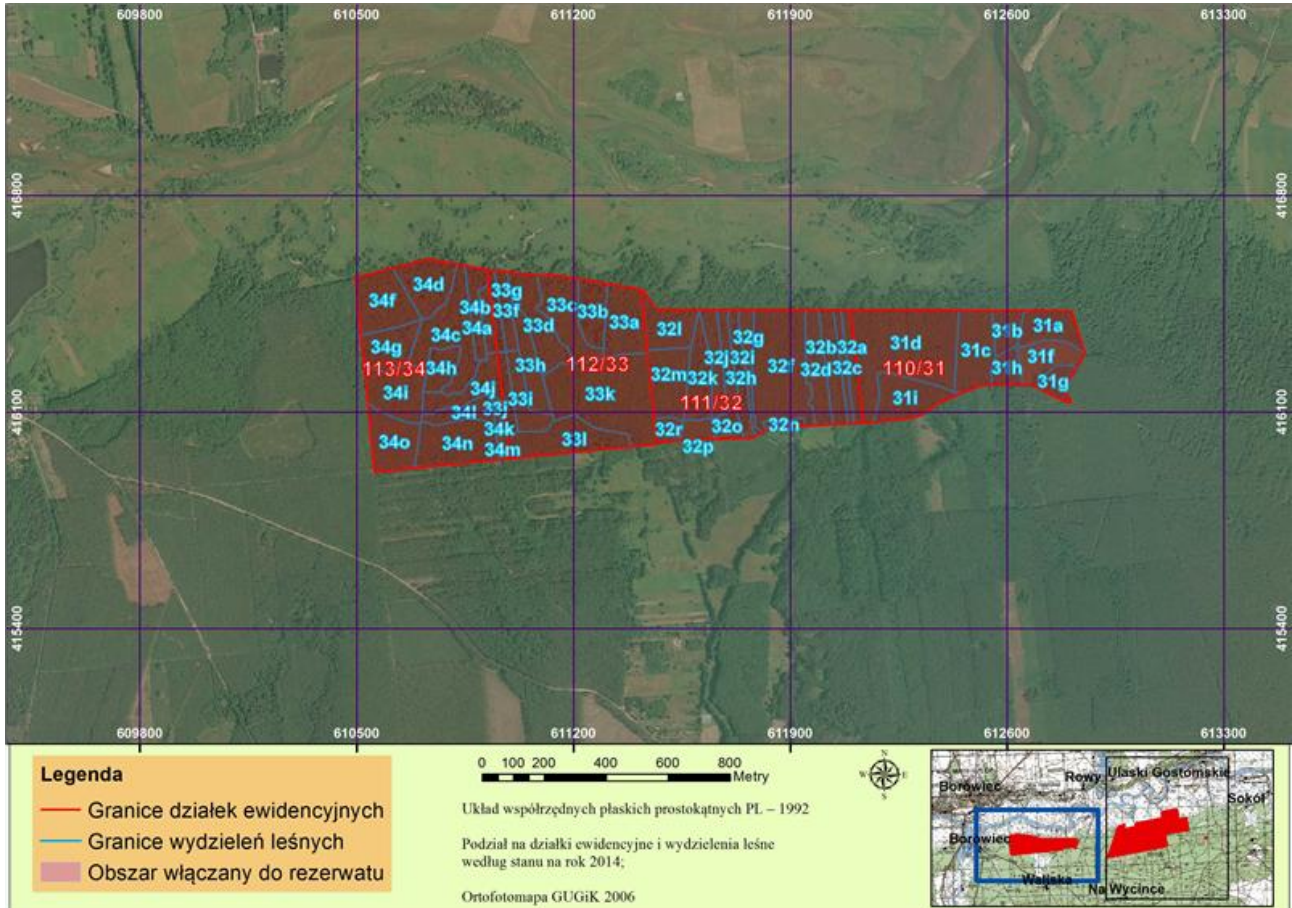 609800 610500 611200 611900 612600 613300
416800 416800
34d 33g 34f 34b 33f 33c 33b 34a 33d 33a 34c 32l 32g 31b 31a
34g 32b 32a 31d 31c 31f
113/34 34h 33h 112/33 32j 32i 32f 32d 32c 110/31 31h
32m 32k 32h 31g
34i 34j 33i 33k 111/32 31i
416100 34l 33j 416100
34k 32r 32o 32n
34o 34n 34m 33l 32p
415400 415400
609800 610500 611200 611900 612600 613300
Legenda
Granice działek ewidencyjnych
Granice wydzieleń leśnych
Obszar włączany do rezerwatu
0 100 200 400 600 800
Metry
Układ współrzędnych płaskich prostokątnych PL – 1992
Podział na działki ewidencyjne i wydzielenia leśne
według stanu na rok 2014;
Ortofotomapa GUGiK 2006
N
W E
S
Rowy Ulaski Gostomskie
Borowiec
Sokół
Borowiec
Waliska
Na Wycince